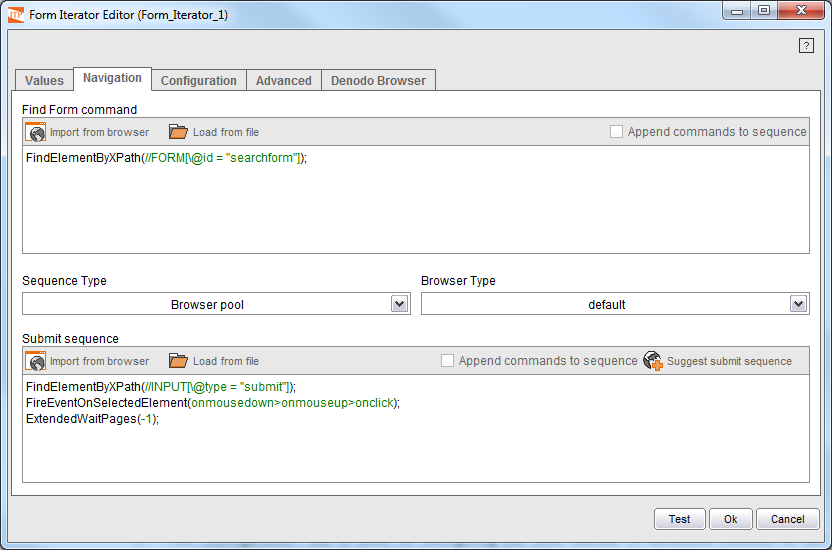 Form Iterator Editor (Form_Iterator_1)
?
Values Navigation Configuration Advanced Denodo Browser
Find Form command
Import from browser Load from file Append commands to sequence
FindElementByXPath(//FORM[\@id = "searchform"]);
Sequence Type Browser Type
Browser pool default
Submit sequence
Import from browser Load from file Append commands to sequence Suggest submit sequence
FindElementByXPath(//INPUT[\@type = "submit"]);
FireEventOnSelectedElement(onmousedown>onmouseup>onclick);
ExtendedWaitPages(-1);
Test Ok Cancel